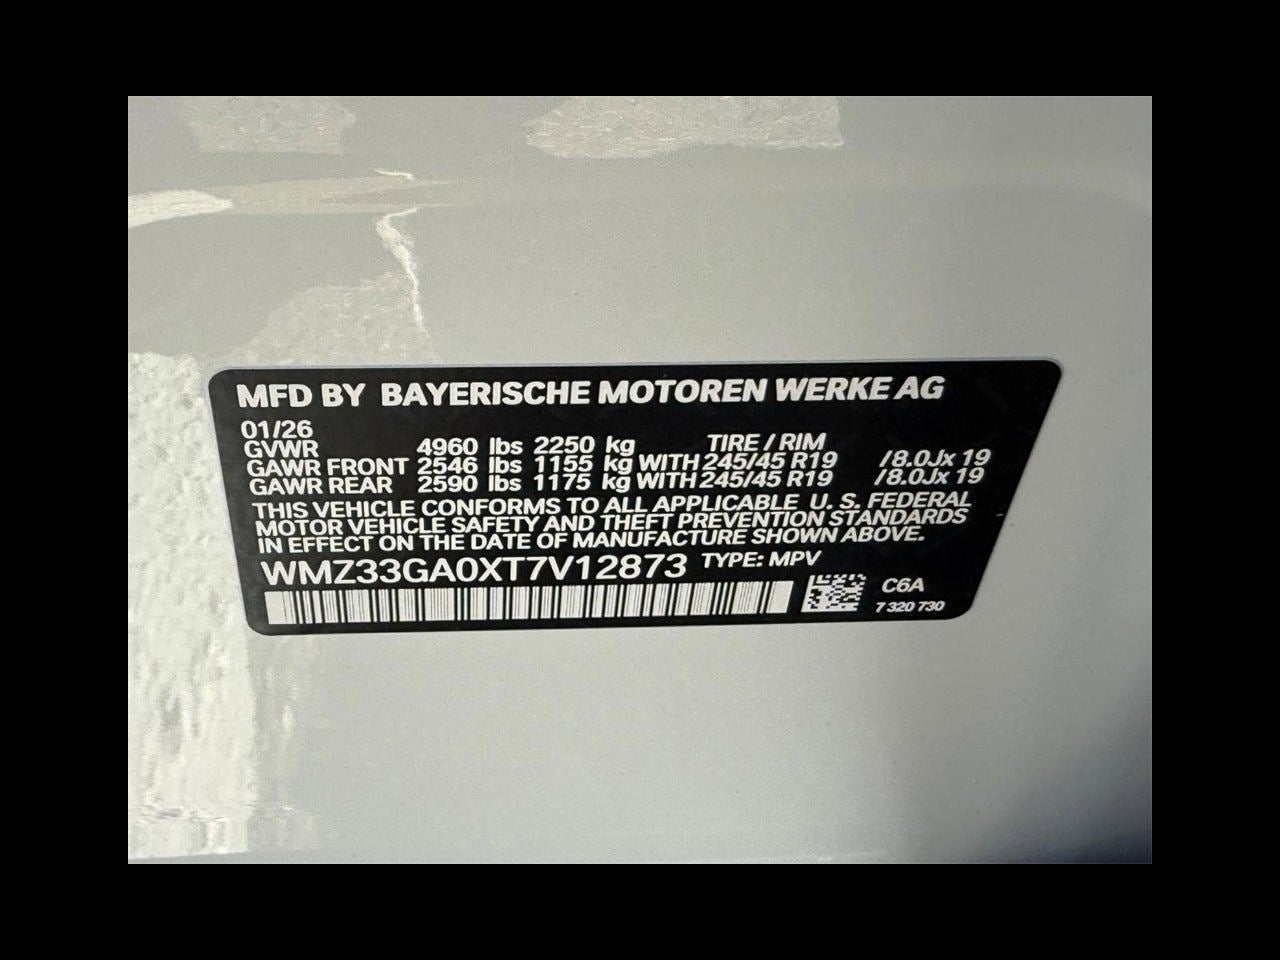 MFD BY BAYERISCHE MOTOREN WERKE AG
01/26
GVWR 4960 lbs 2250 kg TIRE / RIM
GAWR FRONT 2546 lbs 1155 kg WITH 245/45 R19 /8.0Jx 19
GAWR REAR 2590 lbs 1175 kg WITH 245/45 R19 /8.0Jx 19
THIS VEHICLE CONFORMS TO ALL APPLICABLE U. S. FEDERAL
MOTOR VEHICLE SAFETY AND THEFT PREVENTION STANDARDS
IN EFFECT ON THE DATE OF MANUFACTURE SHOWN ABOVE.
WMZ33GA0XT7V12873 TYPE: MPV
C6A
7 320 730